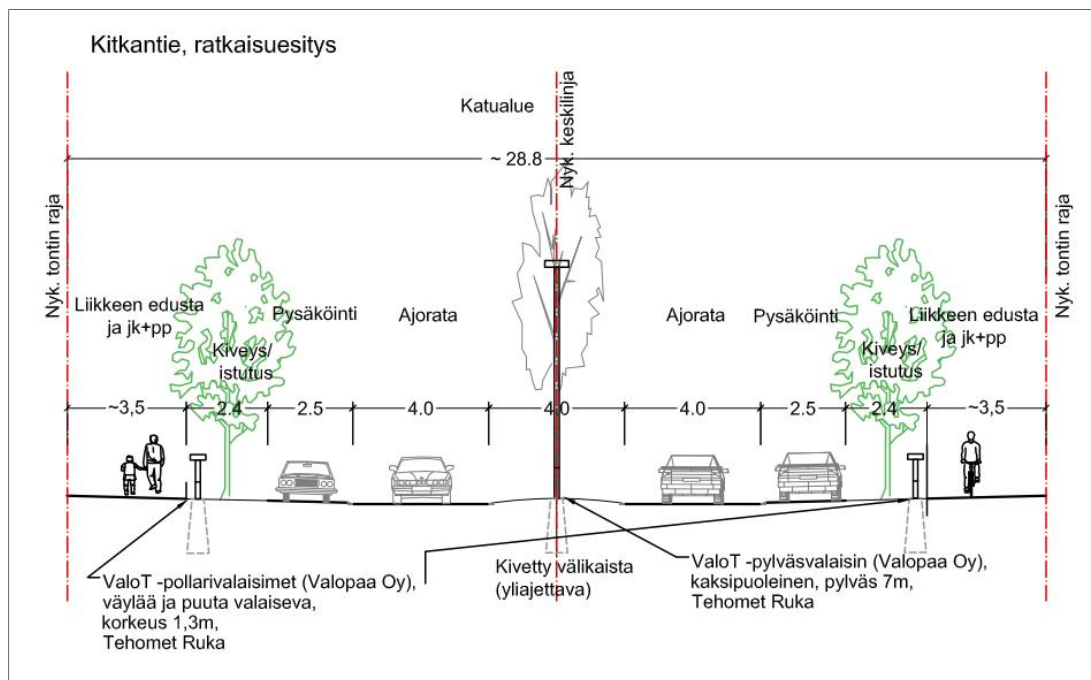 Kitkantie, ratkaisuesitys
Katualue
Nyk. keskilinja
~ 28.8
Nyk. tontin raja
Nyk. tontin raja
Liikkeen edusta
ja jk+pp
Kiveys/
istutus
Pysäköinti
Ajorata
Ajorata
Pysäköinti
Kiveys/
istutus
Liikkeen edusta
ja jk+pp
~3,5
2.4
2.5
4.0
4.0
4.0
2.5
2.4
~3,5
ValoT -pollarivalaisimet (Valopaa Oy),
väylää ja puuta valaiseva,
korkeus 1,3m,
Tehomet Ruka
Kivetty välikaista
(yliajettava)
ValoT -pylväsvalaisin (Valopaa Oy),
kaksipuoleinen, pylväs 7m,
Tehomet Ruka